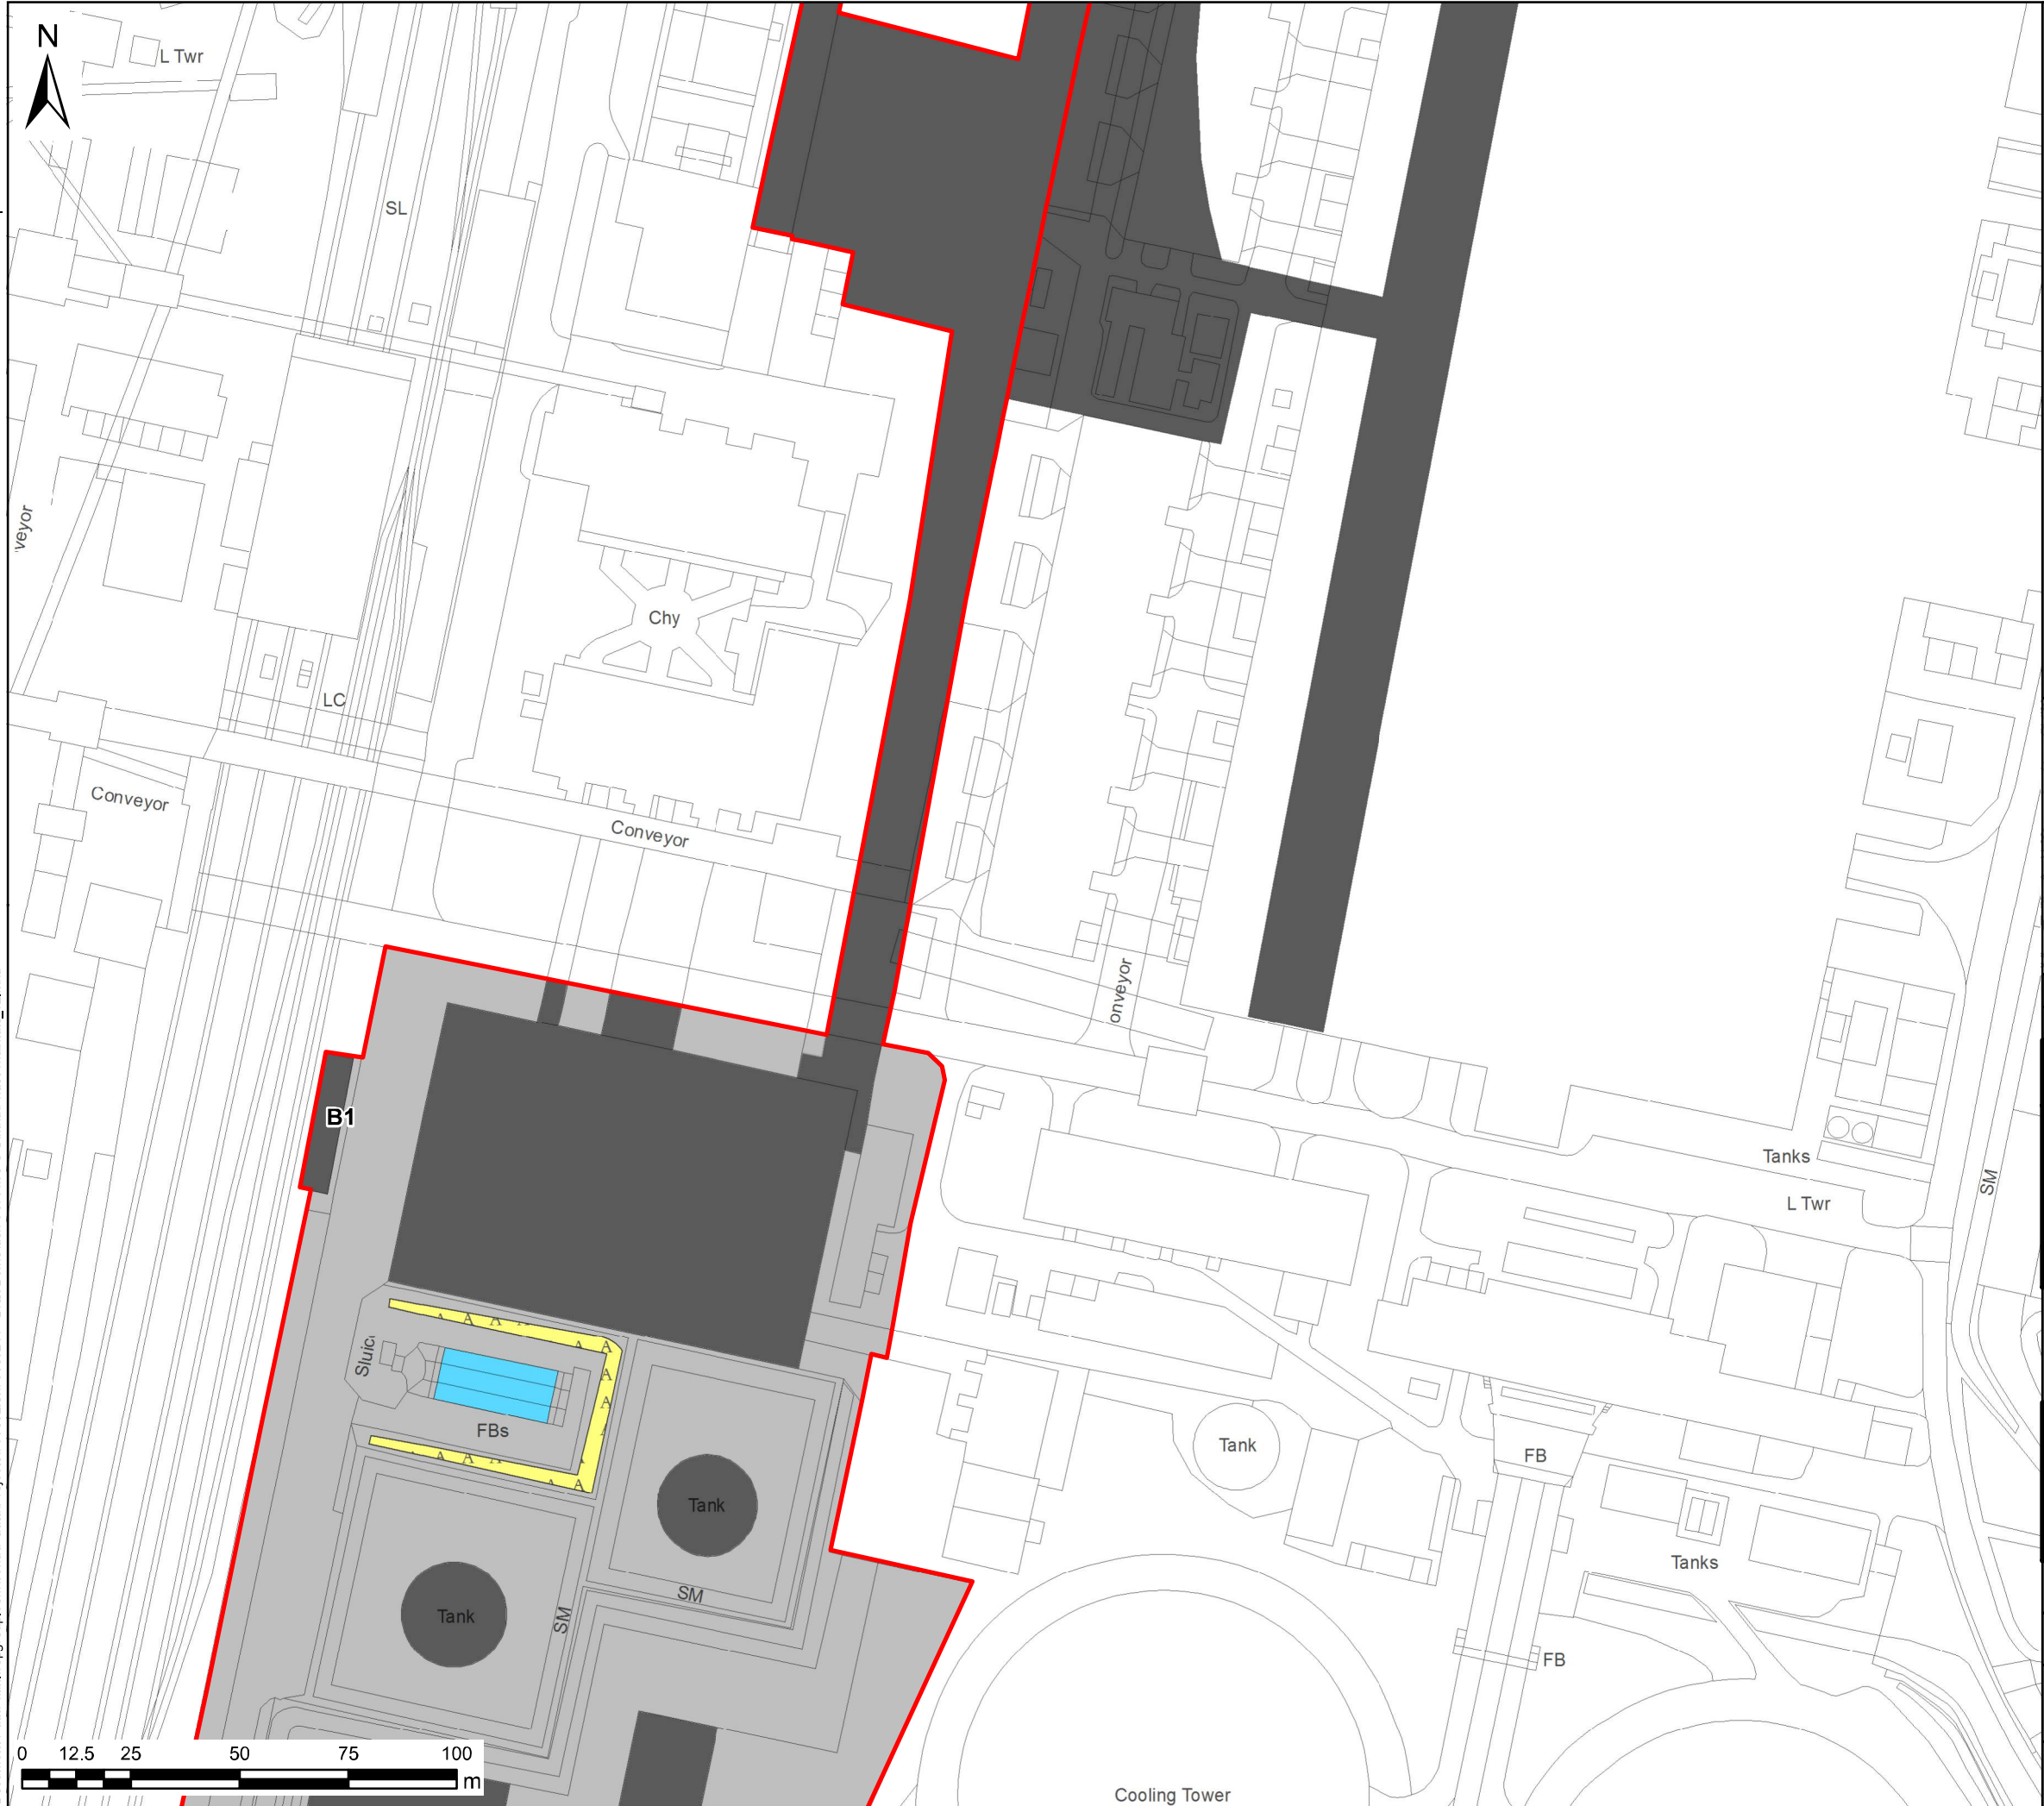 N
L Twr
SL
veyor
Chy
LC
Conveyor
Conveyor
onveyor
B1
Tanks
L Twr
SM
Sluic
A A A A A A A A
FBs
A A A A A
Tank
FB
Tank
Tanks
SM
SM
Tank
FB
0 12.5 25 50 75 100
m
Cooling Tower